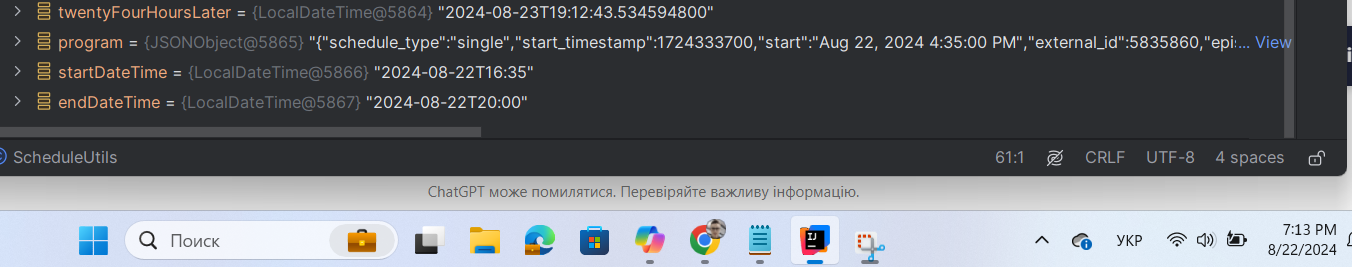 twentyFourHoursLater = {LocalDateTime@5864} "2024-08-23T19:12:43.534594800"
program = {JSONObject@5865} "{"schedule_type":"single","start_timestamp":1724333700,"start":"Aug 22, 2024 4:35:00 PM","external_id":5835860,"epi... View
startDateTime = {LocalDateTime@5866} "2024-08-22T16:35"
endDateTime = {LocalDateTime@5867} "2024-08-22T20:00"
ScheduleUtils 61:1 CRLF UTF-8 4 spaces
ChatGPT може помилятися. Перевіряйте важливу інформацію.
Поиск УКР 7:13 PM
8/22/2024